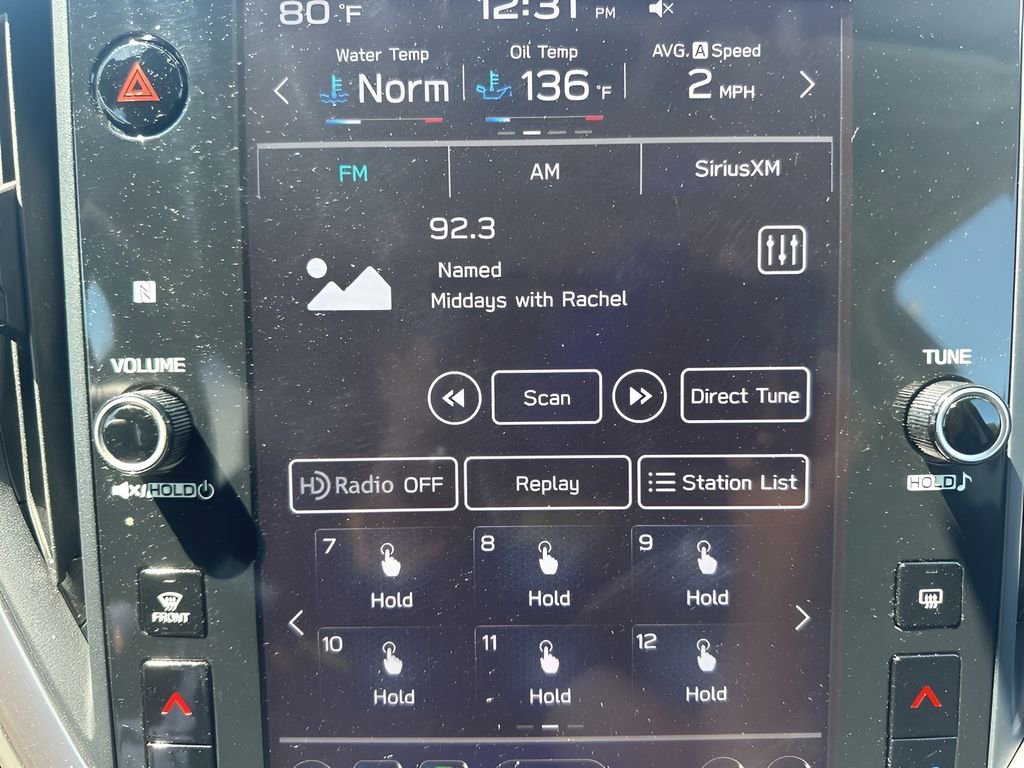 80 °F 12:31 PM
Water Temp Oil Temp AVG. A Speed
Norm 136 °F 2 MPH
FM AM SiriusXM
92.3
Named
Middays with Rachel
N
VOLUME
TUNE
Scan Direct Tune
HD Radio OFF Replay Station List
/HOLD
HOLD
7 8 9
Hold Hold Hold
FRONT
10 11 12
Hold Hold Hold